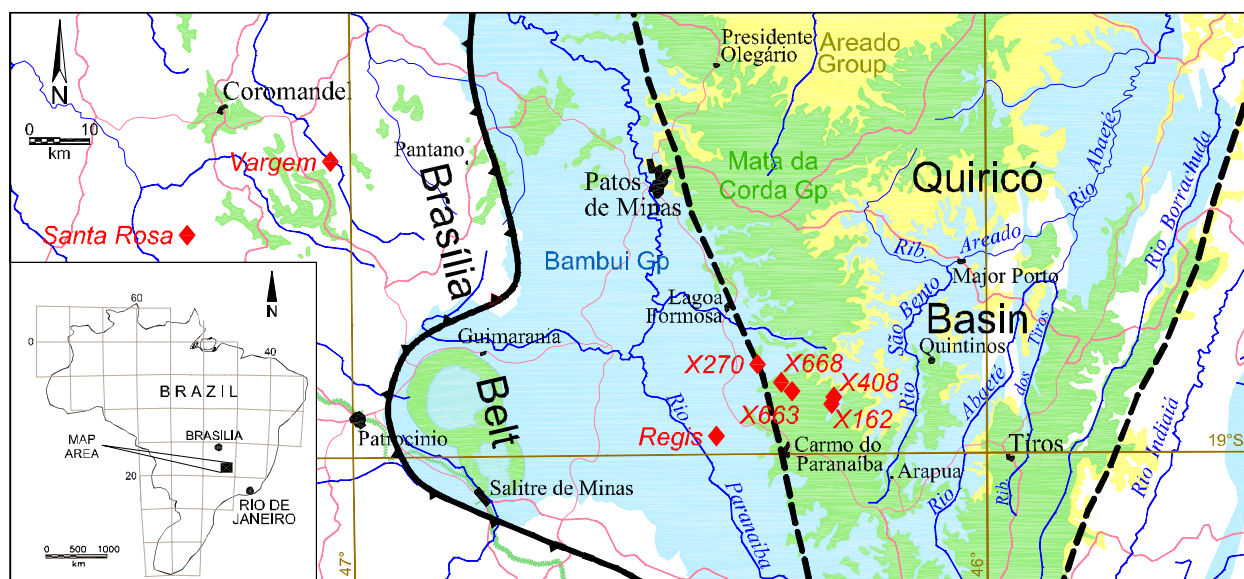 N
0 10
km
Coromandel
Vargem
Santa Rosa
Pantano
Brasília
Belt
Presidente
Olegário
Areado
Group
Mata da
Corda Gp
Patos
de Minas
Bambui Gp
Quiricó
Basin
Rib. Areado
Rio Abaeté
Rio Borrachuda
Major Porto
Lagoa
Formosa
Guimarania
Rio São Bento
Quintinos
Rib. dos Tiros
Rio Abaeté
X270
X668
X408
X663
X162
Regis
Carmo do
Paranaíba
Arapua
Tiros
Rio Indiaiá
19°S
Patrocinio
Salitre de Minas
Rio Paranaiba
47°
46°
N
60
0
40
BRAZIL
BRASILIA
MAP
AREA
20
RIO DE
JANEIRO
0 500 1000
km